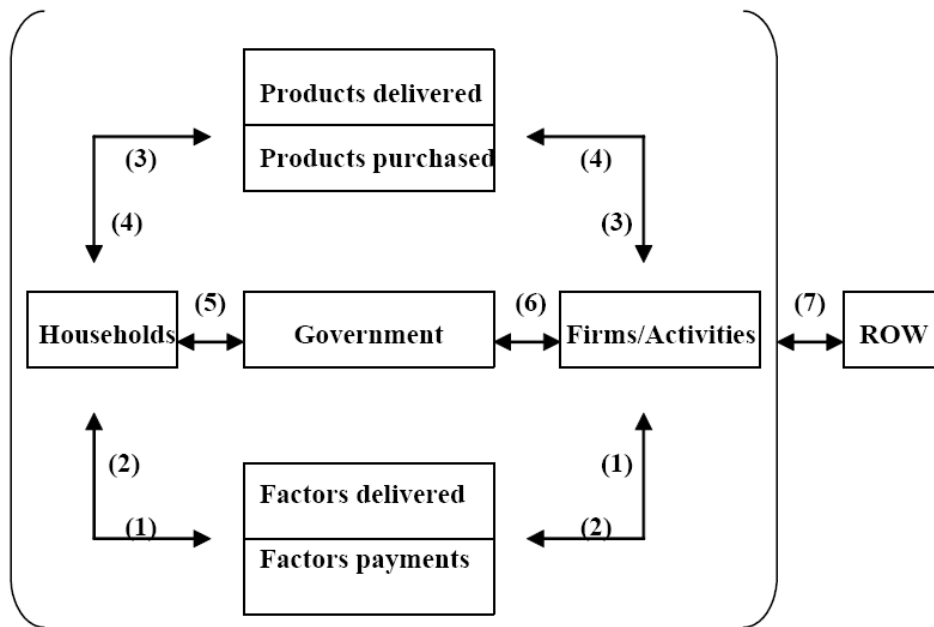 Products delivered
Products purchased
(3)
(4)
(4)
(3)
Households
(5)
Government
(6)
Firms/Activities
(7)
ROW
(2)
(1)
(1)
(2)
Factors delivered
Factors payments